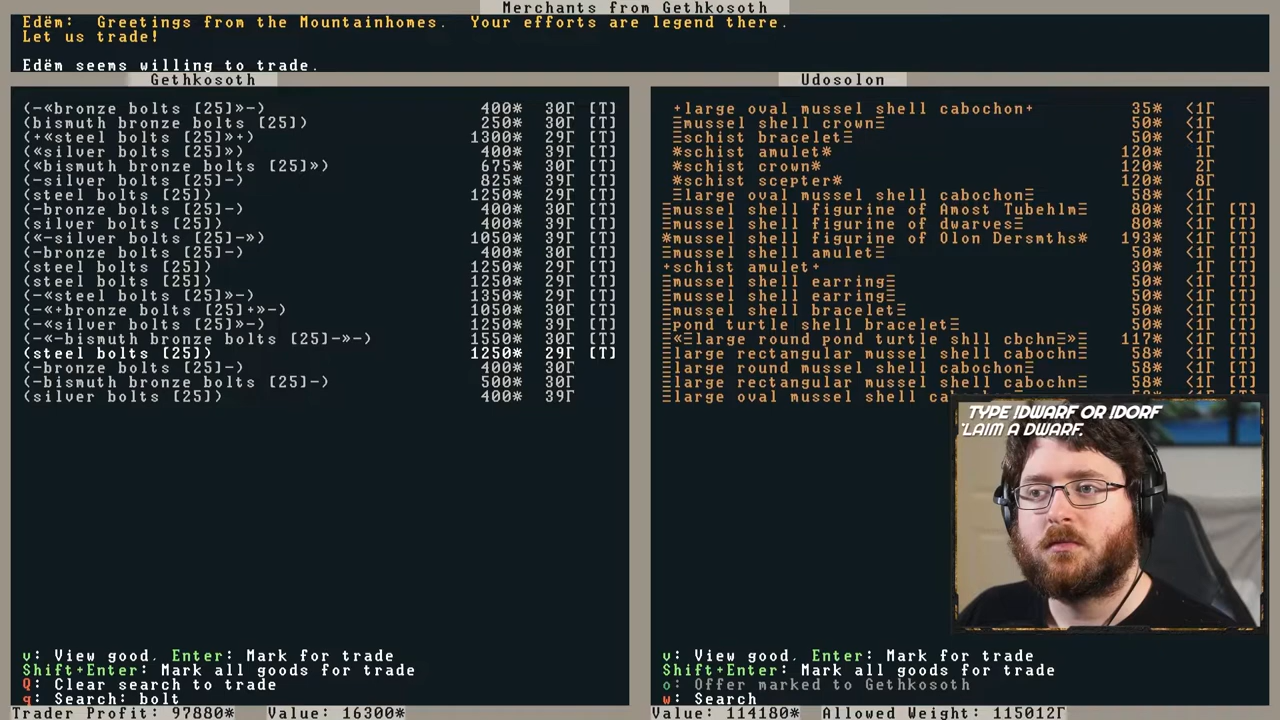 Merchants from Gethkosoth
Edëm:  Greetings from the Mountainhomes.  Your efforts are legend there.
Let us trade!
Edëm seems willing to trade.
Gethkosoth
(-«bronze bolts [25]»-) 400* 30Γ [T]
(bismuth bronze bolts [25]) 250* 30Γ [T]
(+«steel bolts [25]»+) 1300* 29Γ [T]
(«silver bolts [25]») 400* 39Γ [T]
(«bismuth bronze bolts [25]») 675* 30Γ [T]
(-silver bolts [25]-) 825* 39Γ [T]
(steel bolts [25]) 1250* 29Γ [T]
(-bronze bolts [25]-) 400* 30Γ [T]
(silver bolts [25]) 400* 39Γ [T]
(«-silver bolts [25]-») 1050* 39Γ [T]
(-bronze bolts [25]-) 400* 30Γ [T]
(steel bolts [25]) 1250* 29Γ [T]
(steel bolts [25]) 1250* 29Γ [T]
(-«steel bolts [25]»-) 1350* 29Γ [T]
(-«+bronze bolts [25]+»-) 1050* 30Γ [T]
(-«silver bolts [25]»-) 1250* 39Γ [T]
(-«-bismuth bronze bolts [25]-»-) 1550* 30Γ [T]
(steel bolts [25]) 1250* 29Γ [T]
(-bronze bolts [25]-) 400* 30Γ
(-bismuth bronze bolts [25]-) 500* 30Γ
(silver bolts [25]) 400* 39Γ
v: View good, Enter: Mark for trade
Shift+Enter: Mark all goods for trade
Q: Clear search to trade
q: Search: bolt
Trader Profit: 97880* Value: 16300*
Udosolon
+large oval mussel shell cabochon+ 35* <1Γ
≡mussel shell crown≡ 50* <1Γ
≡schist bracelet≡ 50* <1Γ
*schist amulet* 120* 1Γ
*schist crown* 120* 2Γ
*schist scepter* 120* 8Γ
≡large oval mussel shell cabochon≡ 58* <1Γ
≡mussel shell figurine of Amost Tubehlm≡ 80* <1Γ [T]
≡mussel shell figurine of dwarves≡ 80* <1Γ [T]
*mussel shell figurine of Olon Dersmths* 193* <1Γ [T]
≡mussel shell amulet≡ 50* <1Γ [T]
+schist amulet+ 30* 1Γ [T]
≡mussel shell earring≡ 50* <1Γ [T]
≡mussel shell earring≡ 50* <1Γ [T]
≡mussel shell bracelet≡ 50* <1Γ [T]
≡pond turtle shell bracelet≡ 50* <1Γ [T]
≡«≡large round pond turtle shll cbchn≡»≡ 117* <1Γ [T]
≡large rectangular mussel shell cabochn≡ 58* <1Γ [T]
≡large round mussel shell cabochon≡ 58* <1Γ [T]
≡large rectangular mussel shell cabochn≡ 58* <1Γ [T]
≡large oval mussel shell
TYPE !DWARF OR !DORF
'LAIM A DWARF.
v: View good, Enter: Mark for trade
Shift+Enter: Mark all goods for trade
o: Offer marked to Gethkosoth
w: Search
Value: 114180* Allowed Weight: 115012Γ